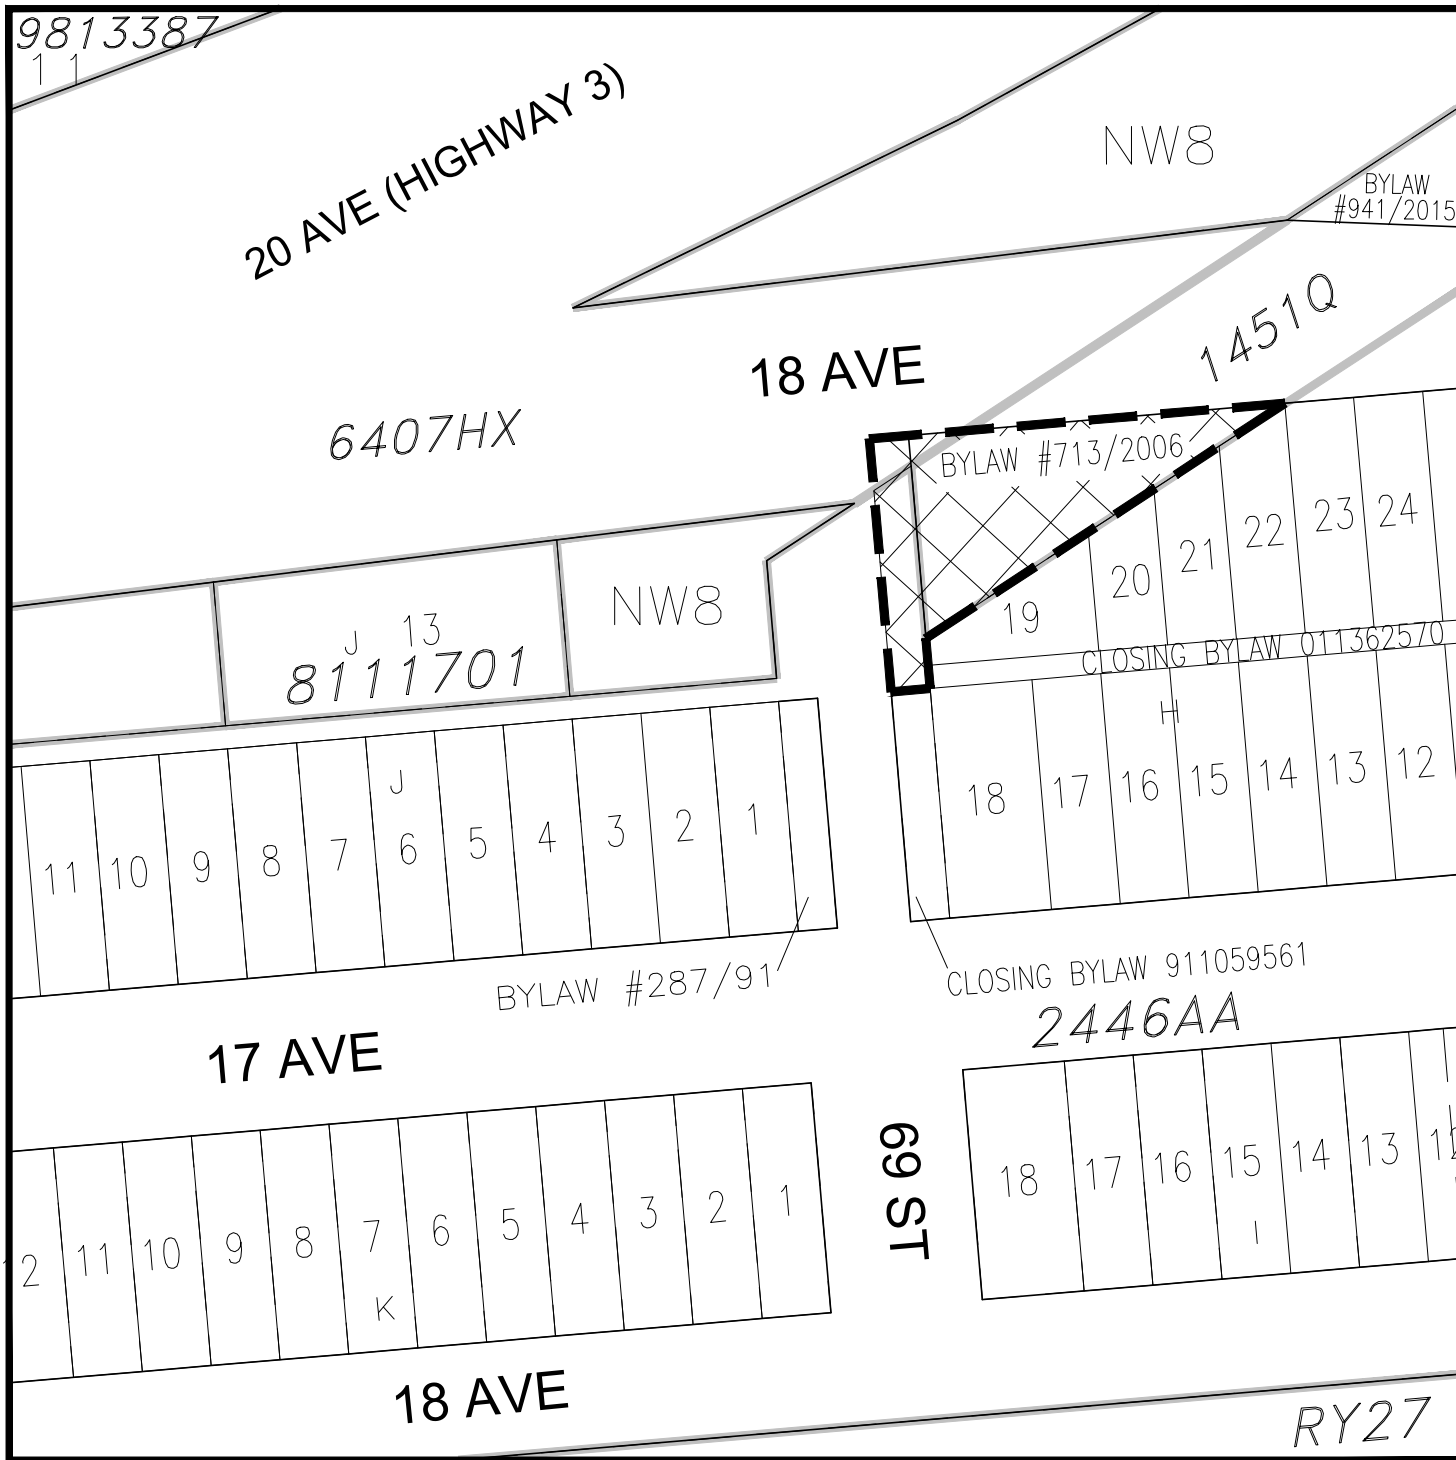 9813387
1 1
20 AVE (HIGHWAY 3)
NW8
BYLAW
#941/2015
1451Q
18 AVE
6407HX
BYLAW #713/2006
NW8
J 13
8111701
19 20 21 22 23 24
CLOSING BYLAW 011362570
H
18 17 16 15 14 13 12
J
11 10 9 8 7 6 5 4 3 2 1
BYLAW #287/91
CLOSING BYLAW 911059561
2446AA
17 AVE
69 ST
12 11 10 9 8 7 6 5 4 3 2 1
K
18 17 16 15 14 13 12
I
18 AVE
RY27